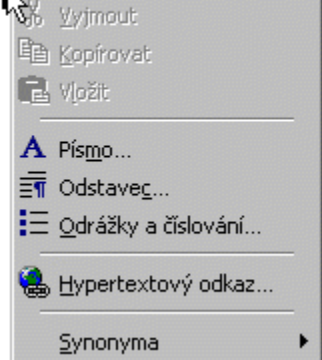 Vyjmout
Kopírovat
Vložit
Písmo...
Odstavec...
Odrážky a číslování...
Hypertextový odkaz...
Synonyma